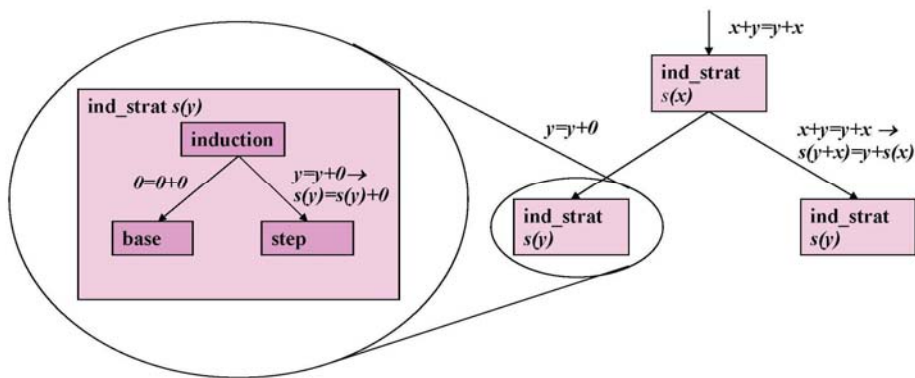 ind_strat s(y)
induction
0=0+0
y=y+0 →
s(y)=s(y)+0
base
step
x+y=y+x
ind_strat
s(x)
y=y+0
x+y=y+x →
s(y+x)=y+s(x)
ind_strat
s(y)
ind_strat
s(y)